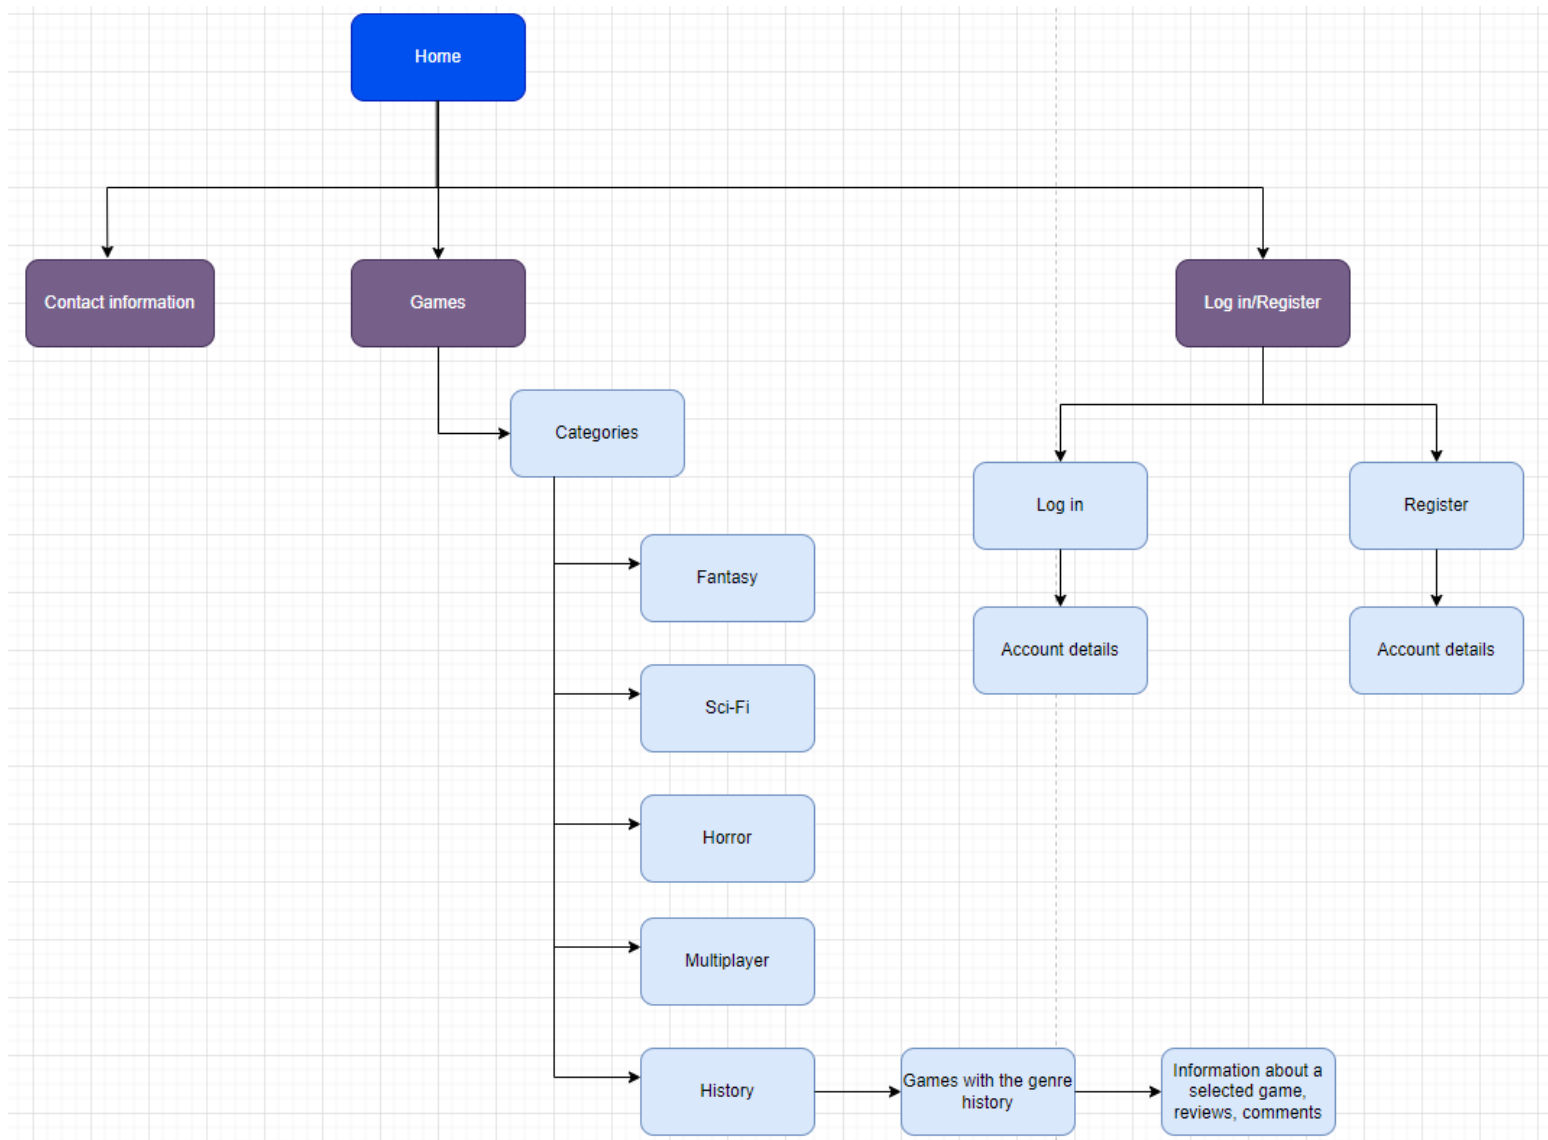 Home
Contact information
Games
Log in/Register
Categories
Log in
Register
Fantasy
Account details
Account details
Sci-Fi
Horror
Multiplayer
History
Games with the genre
history
Information about a
selected game,
reviews, comments